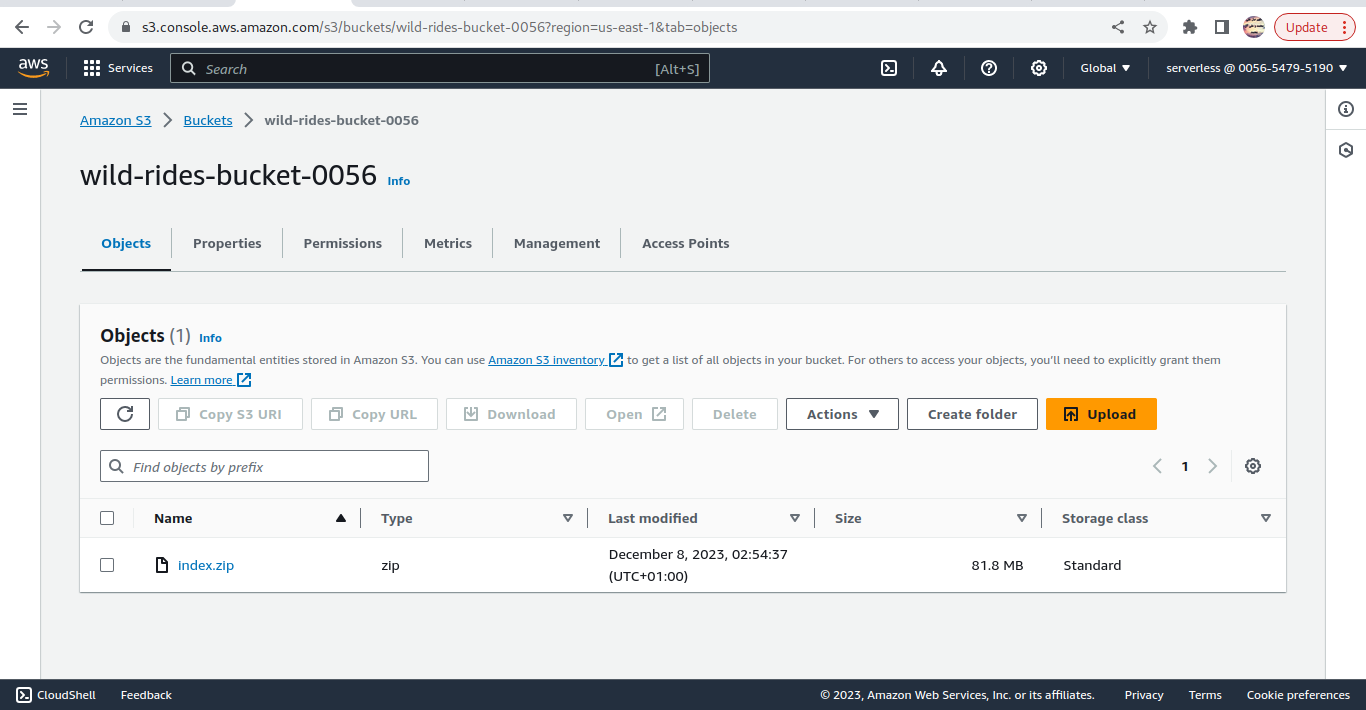 s3.console.aws.amazon.com/s3/buckets/wild-rides-bucket-0056?region=us-east-1&tab=objects
Update
aws
Services
Search
[Alt+S]
Global
serverless @ 0056-5479-5190
Amazon S3
Buckets
wild-rides-bucket-0056
wild-rides-bucket-0056 Info
Objects
Properties
Permissions
Metrics
Management
Access Points
Objects (1) Info
Objects are the fundamental entities stored in Amazon S3. You can use Amazon S3 inventory to get a list of all objects in your bucket. For others to access your objects, you'll need to explicitly grant them
permissions. Learn more
Copy S3 URI
Copy URL
Download
Open
Delete
Actions
Create folder
Upload
Find objects by prefix
1
Name
Type
Last modified
Size
Storage class
index.zip
zip
December 8, 2023, 02:54:37
(UTC+01:00)
81.8 MB
Standard
CloudShell
Feedback
© 2023, Amazon Web Services, Inc. or its affiliates.
Privacy
Terms
Cookie preferences